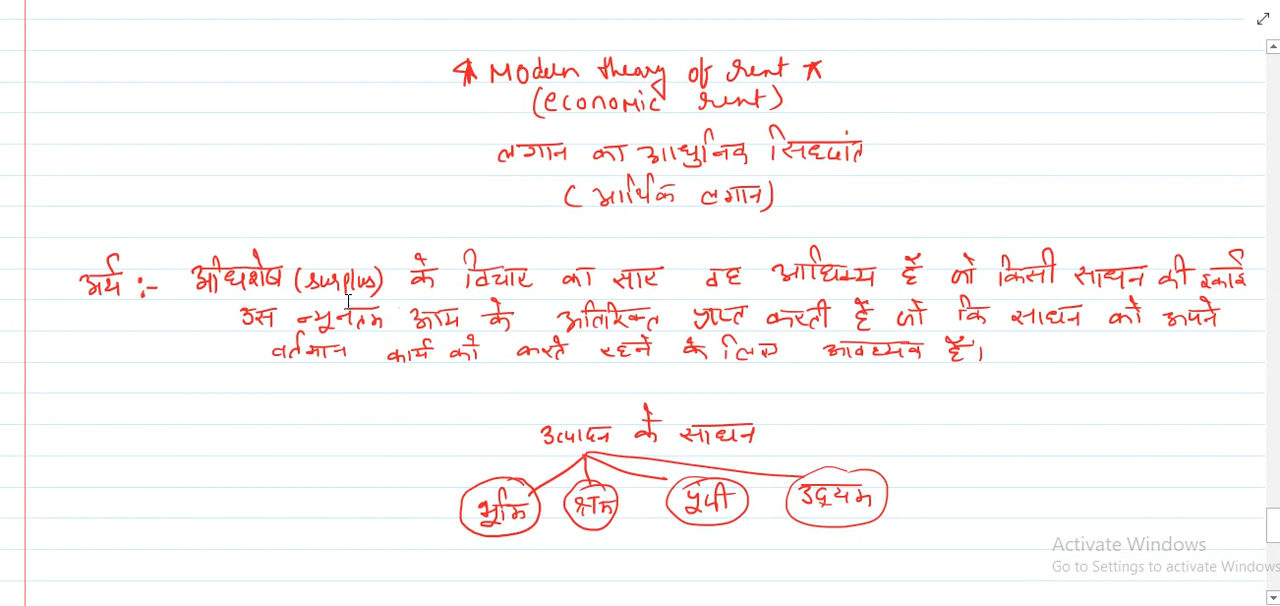 * Modern theory of rent *
(economic rent)
लगान का आधुनिक सिद्धांत
(आर्थिक लगान)
अर्थ :- अधिशेष (surplus) के विचार का सार वह आधिक्य हैं जो किसी साधन की इकाई
उस न्यूनतम आय के अतिरिक्त प्राप्त करती हैं जो कि साधन को अपने
वर्तमान कार्य को करते रहने के लिए आवश्यक हैं।
उत्पादन के साधन
भूमि श्रम पूंजी उद्यम
Activate Windows
Go to Settings to activate Windows